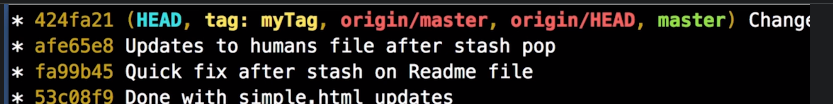 * 424fa21 (HEAD, tag: myTag, origin/master, origin/HEAD, master) Change
* afe65e8 Updates to humans file after stash pop
* fa99b45 Quick fix after stash on Readme file
* 53c08f9 Done with simple.html updates